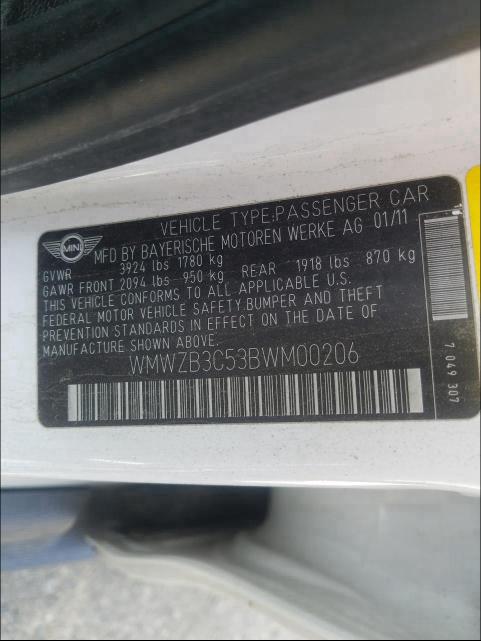 VEHICLE TYPE:PASSENGER CAR
MINI
MFD BY BAYERISCHE MOTOREN WERKE AG 01/11
GVWR 3924 lbs 1780 kg
GAWR FRONT 2094 lbs 950 kg REAR 1918 lbs 870 kg
THIS VEHICLE CONFORMS TO ALL APPLICABLE U.S.
FEDERAL MOTOR VEHICLE SAFETY,BUMPER AND THEFT
PREVENTION STANDARDS IN EFFECT ON THE DATE OF
MANUFACTURE SHOWN ABOVE.
WMWZB3C53BWM00206
7 049 307